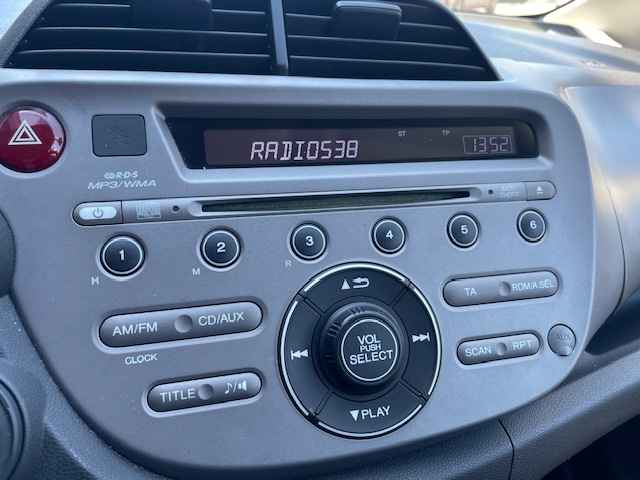 ST TP
RADIO538 13:52
R·D·S
MP3/WMA
1 2 3 4 5 6
H M R
AM/FM CD/AUX
CLOCK
TA RDM/A.SEL
VOL
PUSH
SELECT
SCAN RPT
TITLE
PLAY